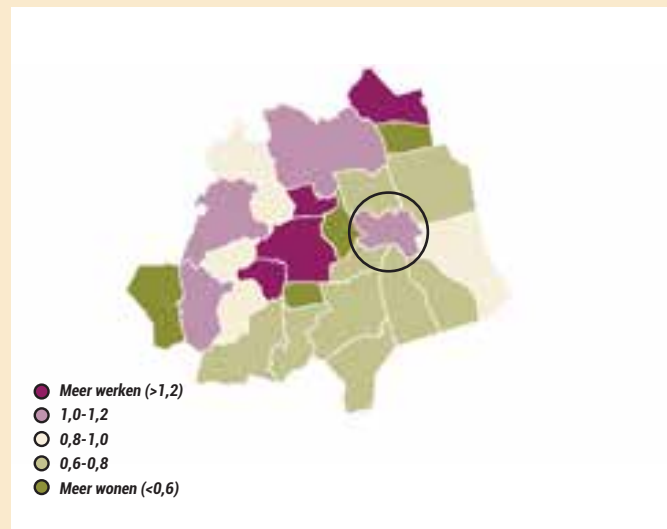 Meer werken (>1,2)
1,0-1,2
0,8-1,0
0,6-0,8
Meer wonen (<0,6)